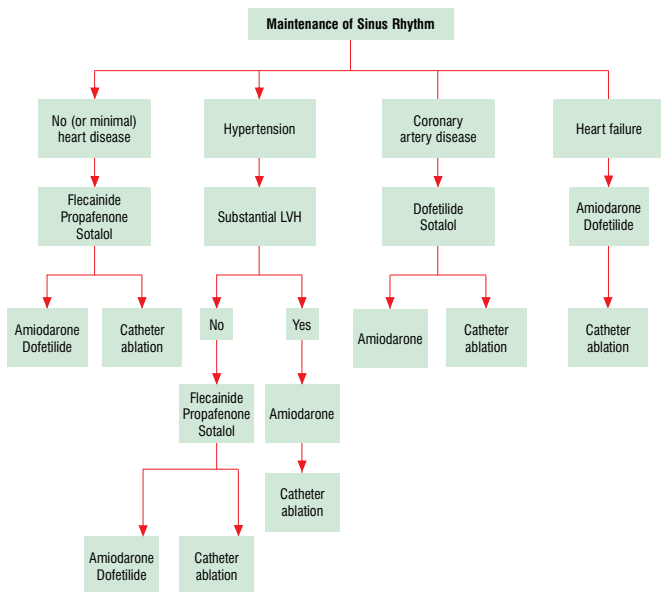 Maintenance of Sinus Rhythm
No (or minimal)
heart disease
Hypertension
Coronary
artery disease
Heart failure
Flecainide
Propafenone
Sotalol
Substantial LVH
Dofetilide
Sotalol
Amiodarone
Dofetilide
Amiodarone
Dofetilide
Catheter
ablation
No
Yes
Amiodarone
Catheter
ablation
Catheter
ablation
Flecainide
Propafenone
Sotalol
Amiodarone
Catheter
ablation
Amiodarone
Dofetilide
Catheter
ablation